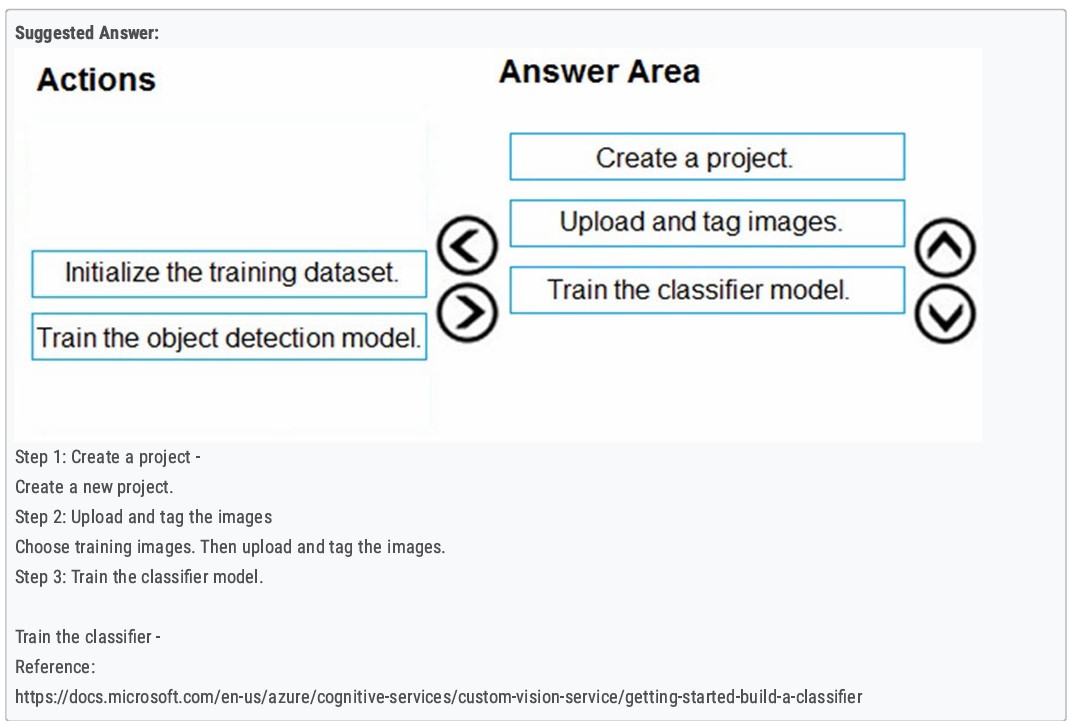 Suggested Answer:
Actions
Answer Area
Create a project.
Upload and tag images.
Initialize the training dataset.
Train the classifier model.
Train the object detection model.
Step 1: Create a project -
Create a new project.
Step 2: Upload and tag the images
Choose training images. Then upload and tag the images.
Step 3: Train the classifier model.
Train the classifier -
Reference:
https://docs.microsoft.com/en-us/azure/cognitive-services/custom-vision-service/getting-started-build-a-classifier